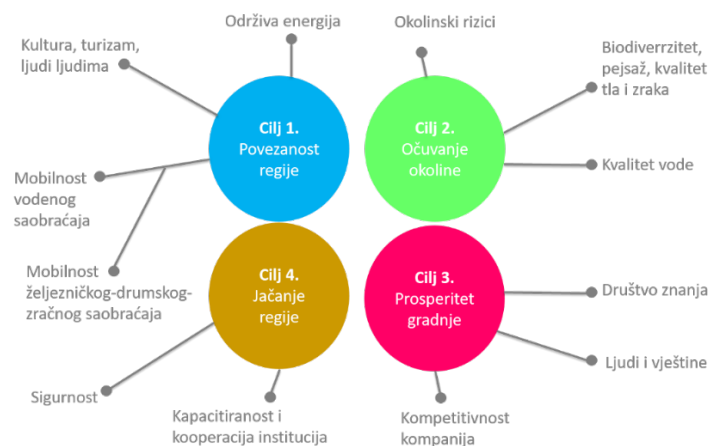 Održiva energija
Okolinski rizici
Kultura, turizam,
ljudi ljudima
Biodiverrzitet,
pejsaž, kvalitet
tla i zraka
Cilj 1.
Povezanost
regije
Cilj 2.
Očuvanje
okoline
Kvalitet vode
Mobilnost
vodenog
saobraćaja
Mobilnost
željezničkog-drumskog-
zračnog saobraćaja
Cilj 4.
Jačanje
regije
Cilj 3.
Prosperitet
gradnje
Društvo znanja
Ljudi i vještine
Sigurnost
Kapacitiranost i
kooperacija institucija
Kompetitivnost
kompanija